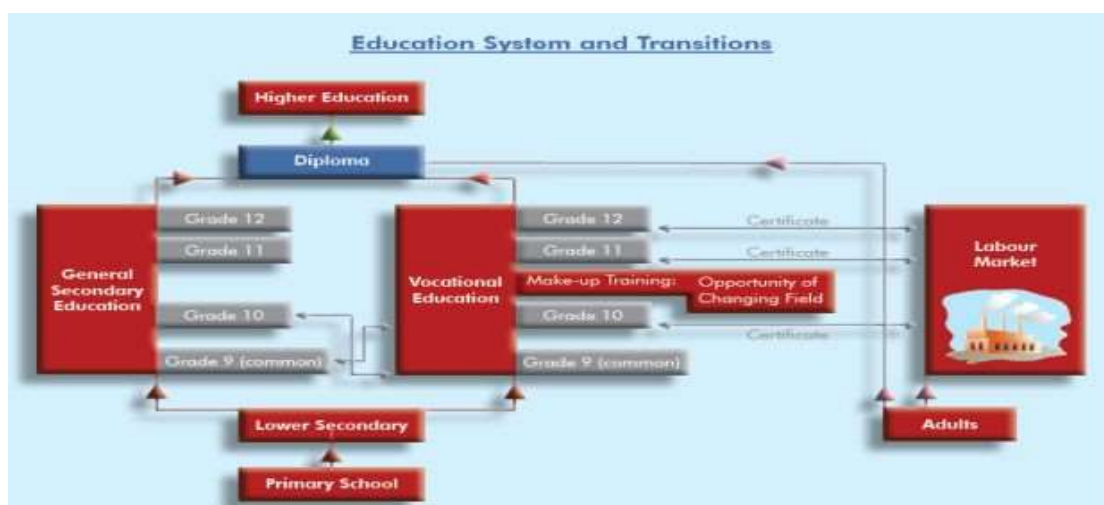 Education System and Transitions
Higher Education
Diploma
General
Secondary
Education
Grade 12
Grade 11
Grade 10
Grade 9 (common)
Vocational
Education
Grade 12
Grade 11
Make-up Training:
Opportunity of
Changing Field
Grade 10
Grade 9 (common)
Certificate
Certificate
Certificate
Labour
Market
Lower Secondary
Adults
Primary School